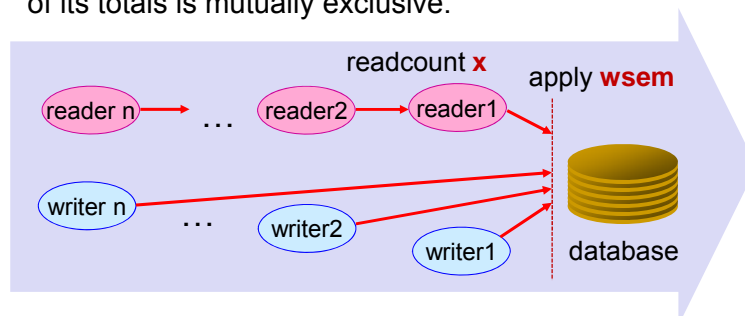 of its totals is mutually exclusive.
readcount x
apply wsem
reader n
...
reader2
reader1
writer n
...
writer2
writer1
database